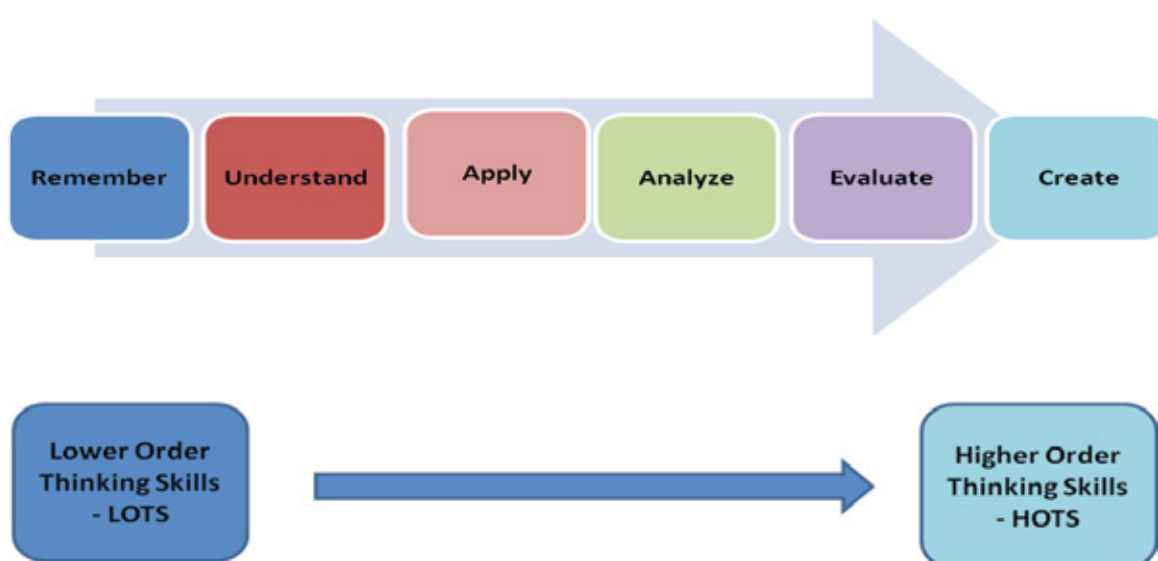 Remember
Understand
Apply
Analyze
Evaluate
Create
Lower Order
Thinking Skills
- LOTS
Higher Order
Thinking Skills
- HOTS